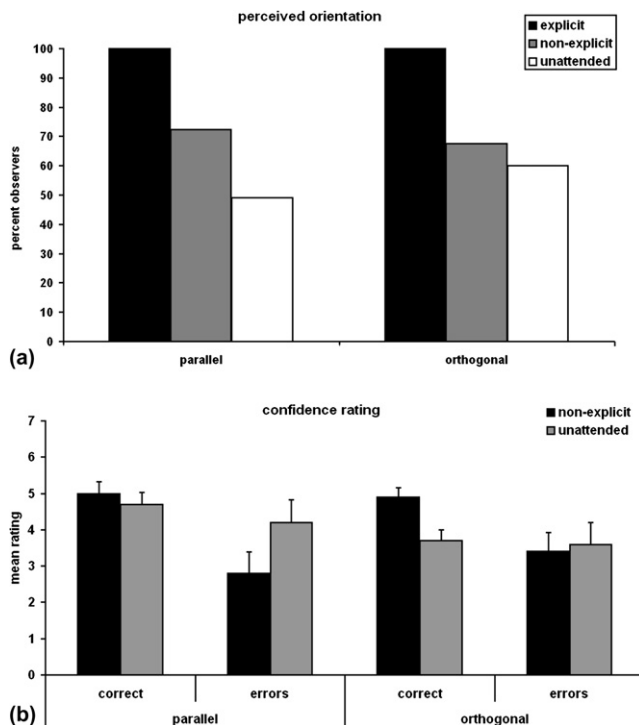 perceived orientation
explicit
non-explicit
unattended
percent observers
100
90
80
70
60
50
40
30
20
10
0
parallel orthogonal
(a)
confidence rating
non-explicit
unattended
mean rating
7
6
5
4
3
2
1
0
correct errors correct errors
parallel orthogonal
(b)